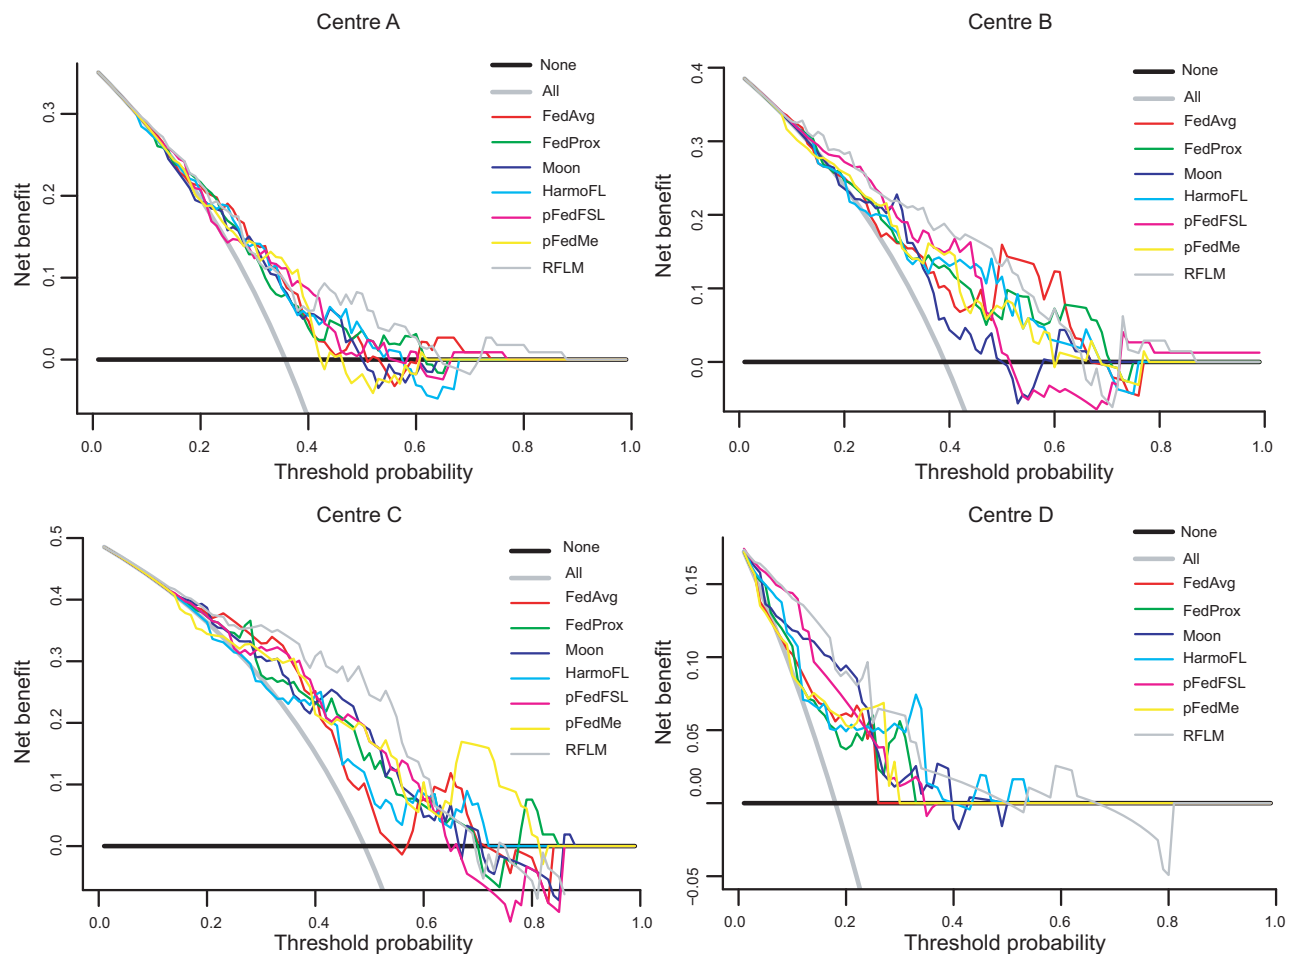 Centre A
None
All
FedAvg
FedProx
Moon
HarmoFL
pFedFSL
pFedMe
RFLM
Net benefit
0.3
0.2
0.1
0.0
0.0 0.2 0.4 0.6 0.8 1.0
Threshold probability
Centre B
None
All
FedAvg
FedProx
Moon
HarmoFL
pFedFSL
pFedMe
RFLM
Net benefit
0.4
0.3
0.2
0.1
0.0
0.0 0.2 0.4 0.6 0.8 1.0
Threshold probability
Centre C
None
All
FedAvg
FedProx
Moon
HarmoFL
pFedFSL
pFedMe
RFLM
Net benefit
0.5
0.4
0.3
0.2
0.1
0.0
0.0 0.2 0.4 0.6 0.8 1.0
Threshold probability
Centre D
None
All
FedAvg
FedProx
Moon
HarmoFL
pFedFSL
pFedMe
RFLM
Net benefit
0.15
0.10
0.05
0.00
−0.05
0.0 0.2 0.4 0.6 0.8 1.0
Threshold probability